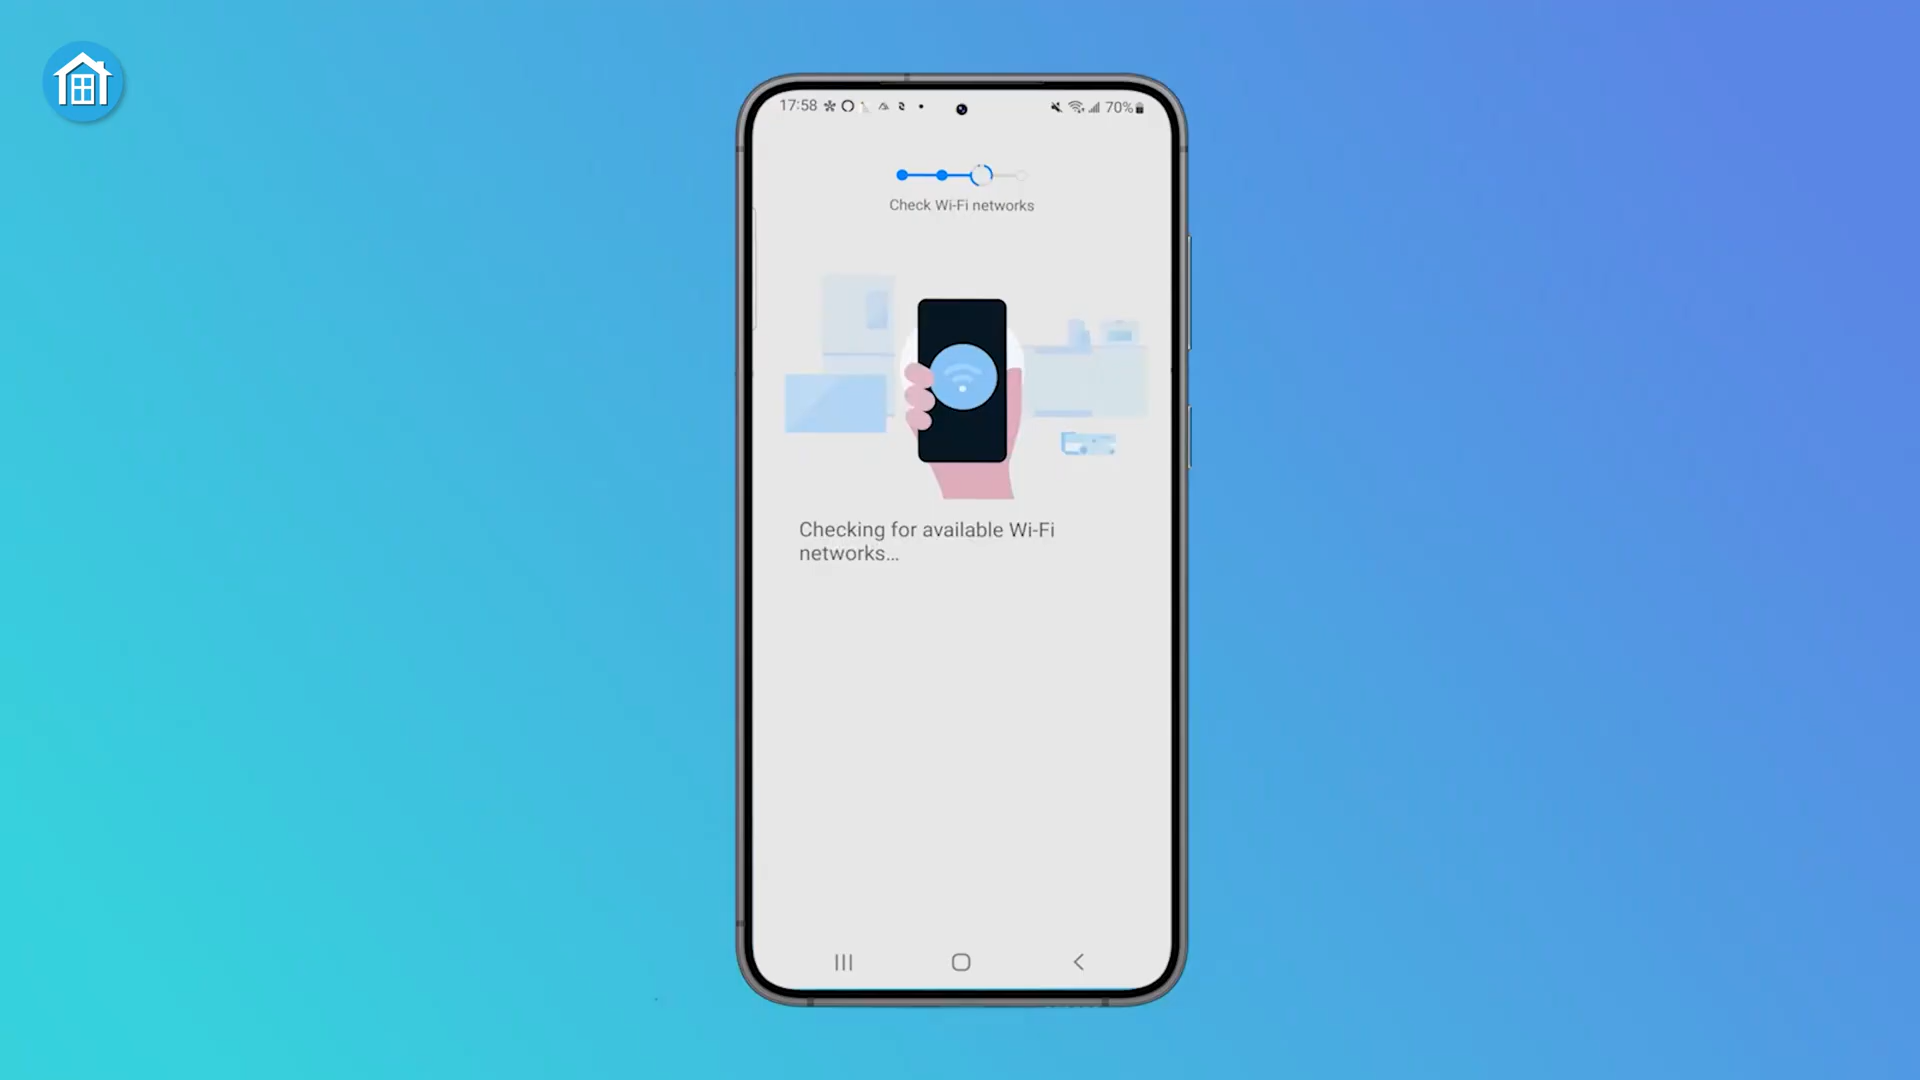 17:58
70%
Check Wi-Fi networks
Checking for available Wi-Fi
networks...